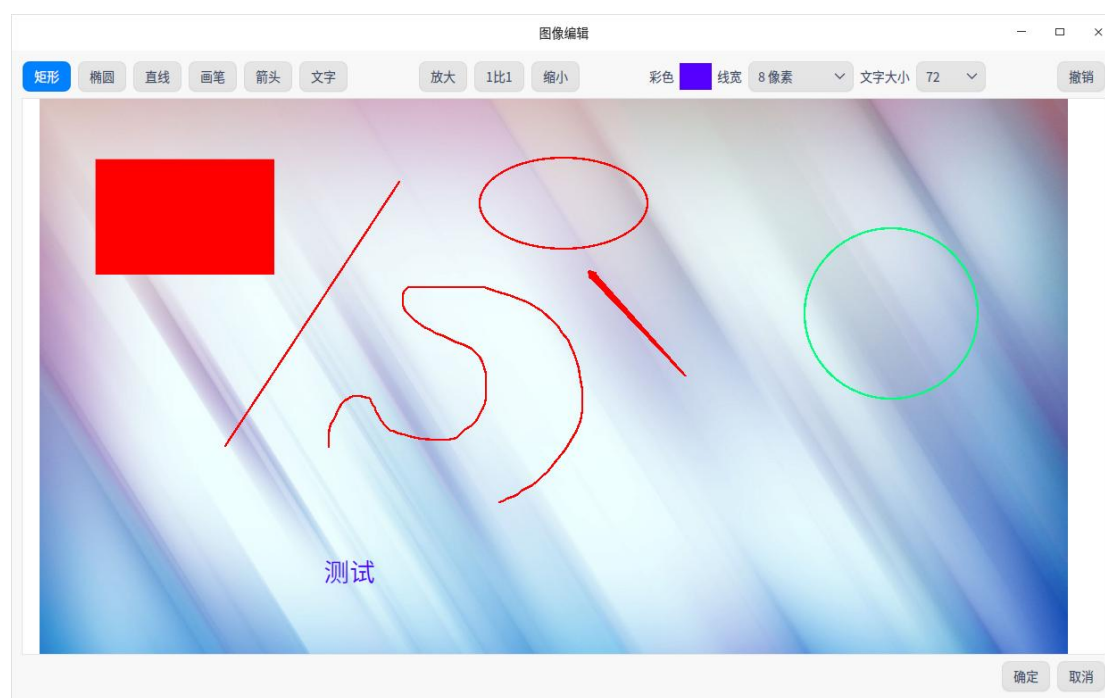 图像编辑
矩形 椭圆 直线 画笔 箭头 文字 放大 1比1 缩小 彩色 线宽 8 像素 文字大小 72 撤销
测试
确定 取消